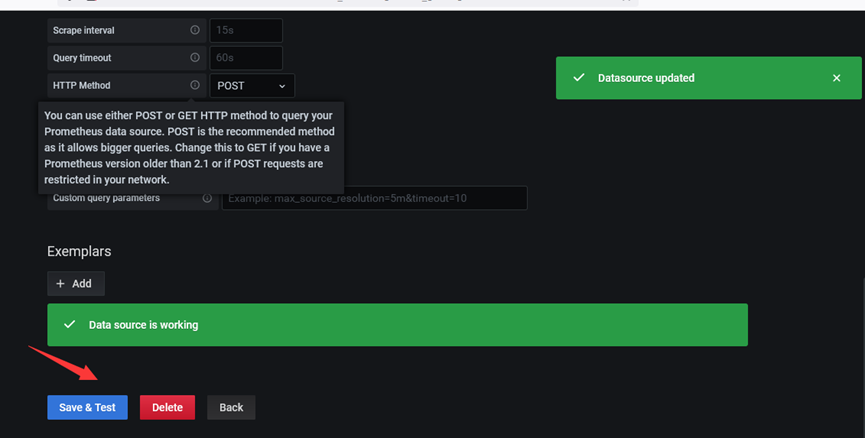 Scrape interval
15s
Query timeout
60s
HTTP Method
POST
Datasource updated
You can use either POST or GET HTTP method to query your
Prometheus data source. POST is the recommended method
as it allows bigger queries. Change this to GET if you have a
Prometheus version older than 2.1 or if POST requests are
restricted in your network.
Custom query parameters
Example: max_source_resolution=5m&timeout=10
Exemplars
+ Add
Data source is working
Save & Test
Delete
Back